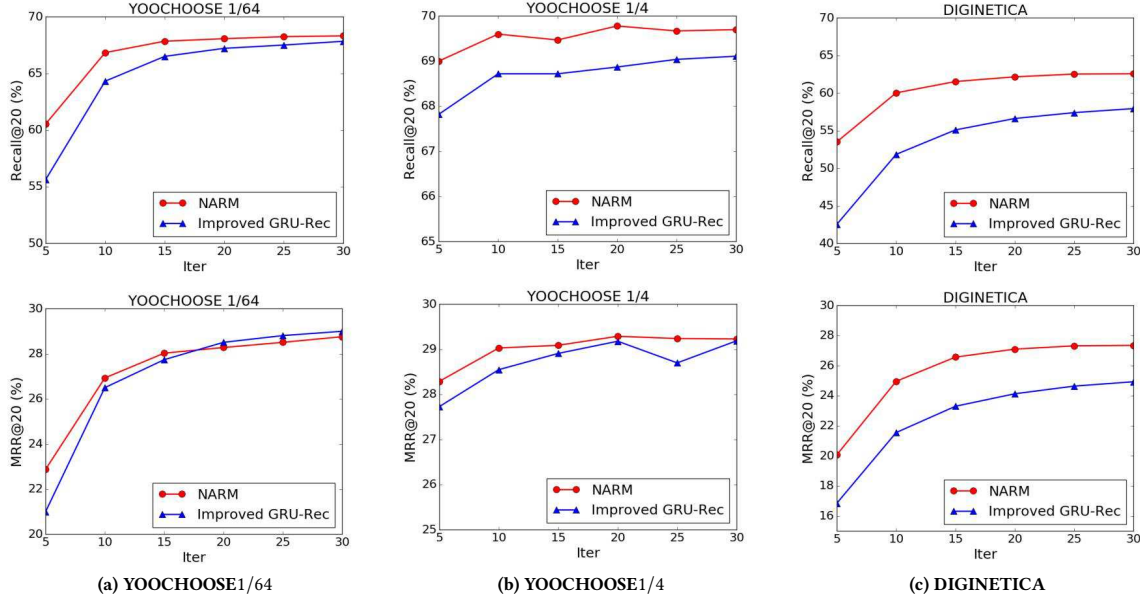 YOOCHOOSE 1/64
70
65
60
55
50
Recall@20 (%)
NARM
Improved GRU-Rec
5 10 15 20 25 30
Iter
YOOCHOOSE 1/4
70
69
68
67
66
65
Recall@20 (%)
NARM
Improved GRU-Rec
5 10 15 20 25 30
Iter
DIGINETICA
70
65
60
55
50
45
40
Recall@20 (%)
NARM
Improved GRU-Rec
5 10 15 20 25 30
Iter
YOOCHOOSE 1/64
30
28
26
24
22
20
MRR@20 (%)
NARM
Improved GRU-Rec
5 10 15 20 25 30
Iter
YOOCHOOSE 1/4
30
29
28
27
26
25
MRR@20 (%)
NARM
Improved GRU-Rec
5 10 15 20 25 30
Iter
DIGINETICA
30
28
26
24
22
20
18
16
MRR@20 (%)
NARM
Improved GRU-Rec
5 10 15 20 25 30
Iter
(a) YOOCHOOSE1/64
(b) YOOCHOOSE1/4
(c) DIGINETICA